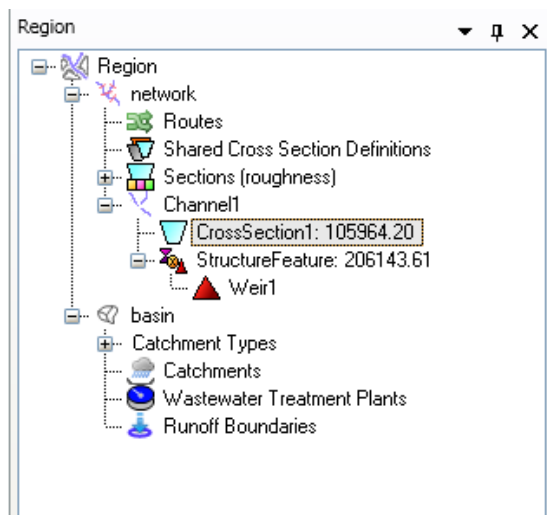 Region
Region
network
Routes
Shared Cross Section Definitions
Sections (roughness)
Channel1
CrossSection1: 105964.20
StructureFeature: 206143.61
Weir1
basin
Catchment Types
Catchments
Wastewater Treatment Plants
Runoff Boundaries